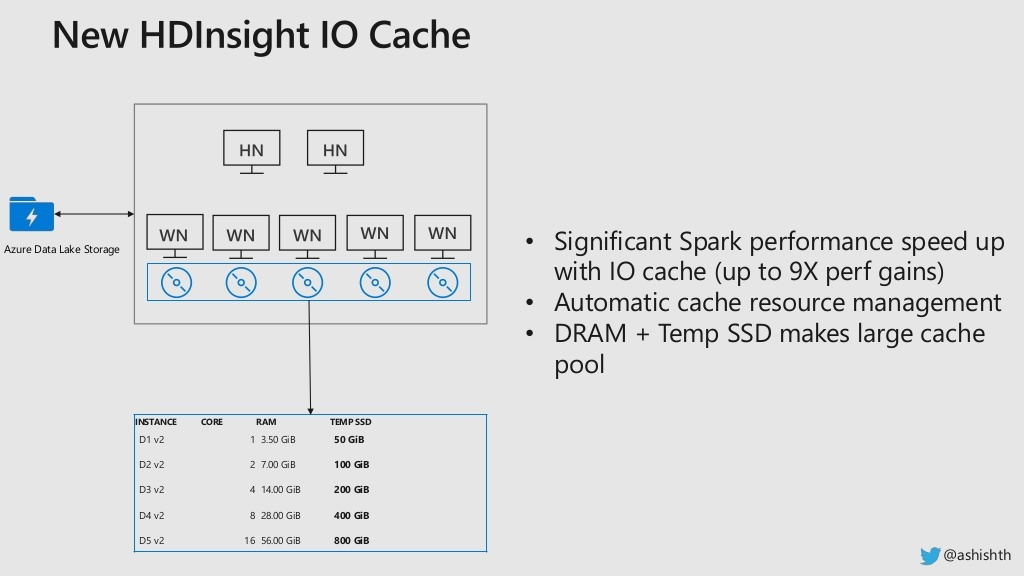 New HDInsight IO Cache
HN HN
WN WN WN WN WN
Azure Data Lake Storage
• Significant Spark performance speed up
with IO cache (up to 9X perf gains)
• Automatic cache resource management
• DRAM + Temp SSD makes large cache
pool
INSTANCE CORE RAM TEMP SSD
D1 v2 1 3.50 GiB 50 GiB
D2 v2 2 7.00 GiB 100 GiB
D3 v2 4 14.00 GiB 200 GiB
D4 v2 8 28.00 GiB 400 GiB
D5 v2 16 56.00 GiB 800 GiB
@ashishth